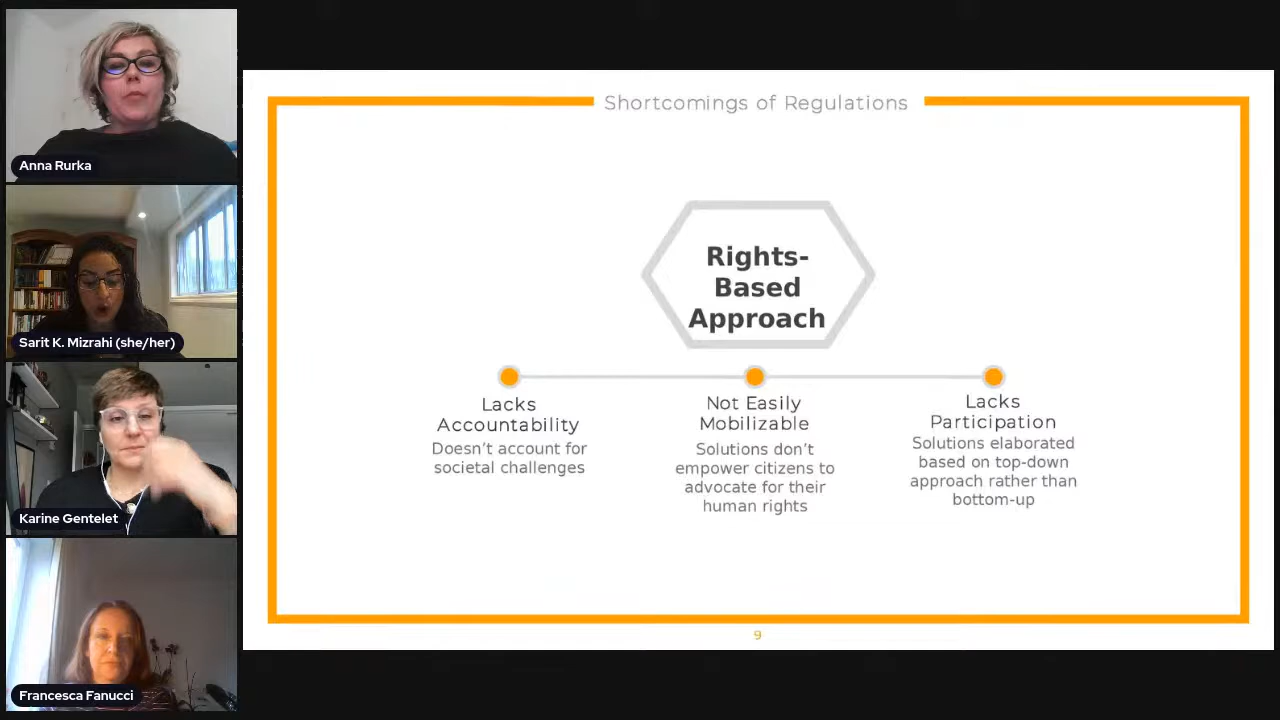 Anna Rurka
Sarit K. Mizrahi (she/her)
Karine Gentelet
Francesca Fanucci
Shortcomings of Regulations
Rights-
Based
Approach
Lacks
Accountability
Doesn’t account for
societal challenges
Not Easily
Mobilizable
Solutions don’t
empower citizens to
advocate for their
human rights
Lacks
Participation
Solutions elaborated
based on top-down
approach rather than
bottom-up
9